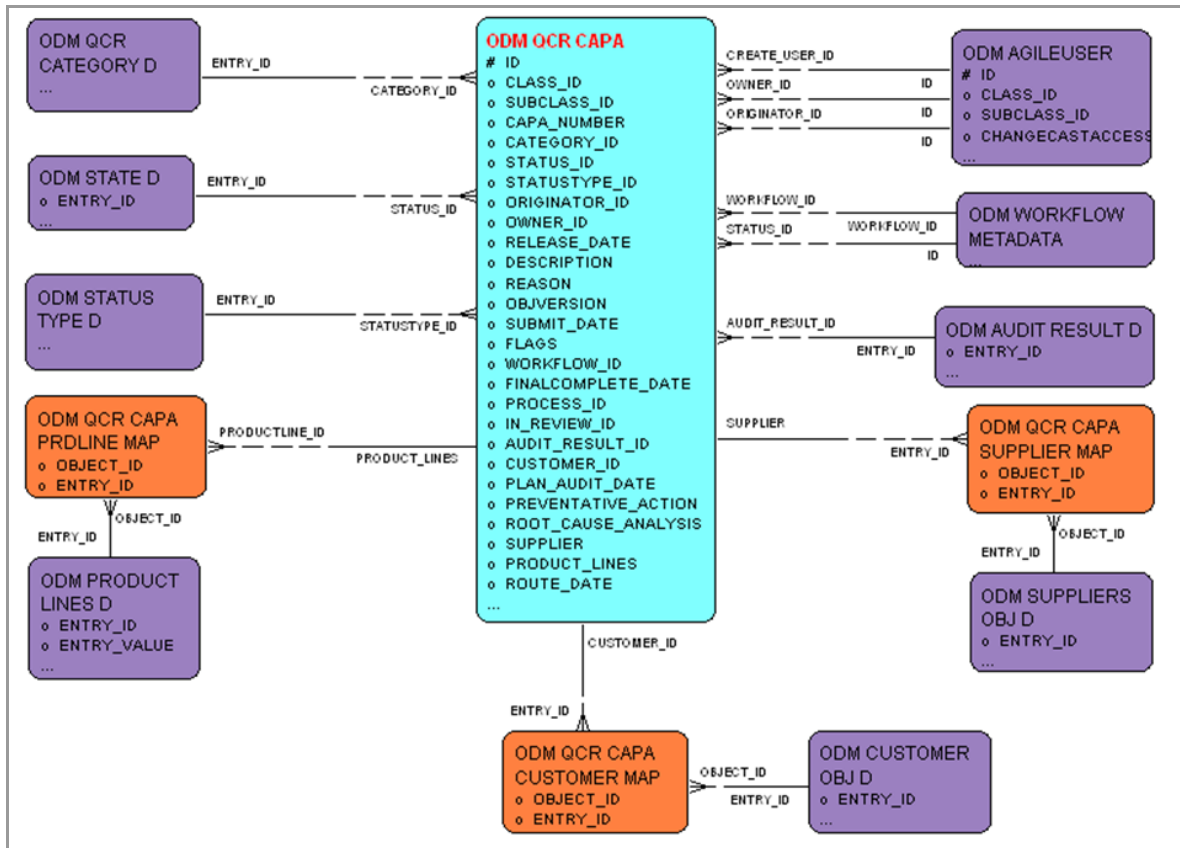 ODM QCR
CATEGORY D
...
ENTRY_ID
CATEGORY_ID
ODM STATE D
o ENTRY_ID
ENTRY_ID
STATUS_ID
ODM STATUS
TYPE D
...
ENTRY_ID
STATUSTYPE_ID
ODM QCR CAPA
PRDLINE MAP
o OBJECT_ID
o ENTRY_ID
PRODUCTLINE_ID
PRODUCT_LINES
OBJECT_ID
ENTRY_ID
ODM PRODUCT
LINES D
o ENTRY_ID
o ENTRY_VALUE
...
ODM QCR CAPA
# ID
o CLASS_ID
o SUBCLASS_ID
o CAPA_NUMBER
o CATEGORY_ID
o STATUS_ID
o STATUSTYPE_ID
o ORIGINATOR_ID
o OWNER_ID
o RELEASE_DATE
o DESCRIPTION
o REASON
o OBJVERSION
o SUBMIT_DATE
o FLAGS
o WORKFLOW_ID
o FINALCOMPLETE_DATE
o PROCESS_ID
o IN_REVIEW_ID
o AUDIT_RESULT_ID
o CUSTOMER_ID
o PLAN_AUDIT_DATE
o PREVENTATIVE_ACTION
o ROOT_CAUSE_ANALYSIS
o SUPPLIER
o PRODUCT_LINES
o ROUTE_DATE
...
CREATE_USER_ID
OWNER_ID
ID
ORIGINATOR_ID
ID
ID
ODM AGILEUSER
# ID
o CLASS_ID
o SUBCLASS_ID
o CHANGECASTACCESS
...
WORKFLOW_ID
WORKFLOW_ID
STATUS_ID
ID
ODM WORKFLOW
METADATA
...
AUDIT_RESULT_ID
ENTRY_ID
ODM AUDIT RESULT D
o ENTRY_ID
...
SUPPLIER
ENTRY_ID
ODM QCR CAPA
SUPPLIER MAP
o OBJECT_ID
o ENTRY_ID
OBJECT_ID
ENTRY_ID
ODM SUPPLIERS
OBJ D
o ENTRY_ID
...
CUSTOMER_ID
ENTRY_ID
ODM QCR CAPA
CUSTOMER MAP
o OBJECT_ID
o ENTRY_ID
OBJECT_ID
ENTRY_ID
ODM CUSTOMER
OBJ D
o ENTRY_ID
...